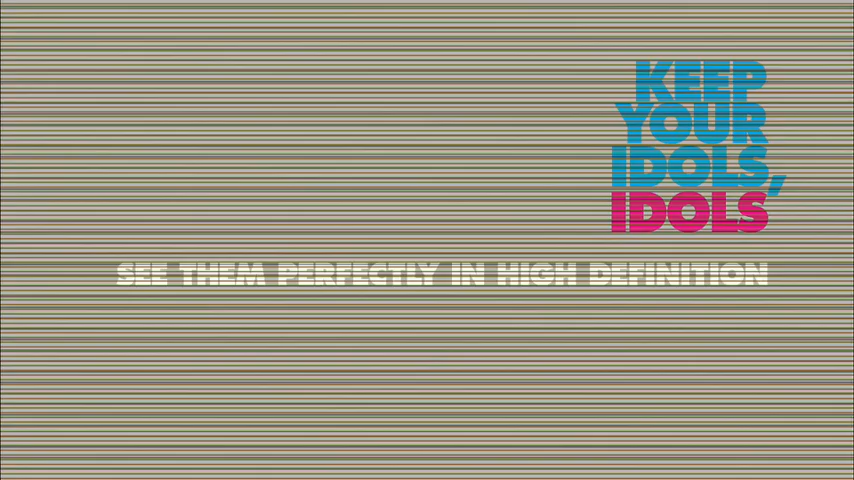 KEEP
YOUR
IDOLS,
IDOLS
SEE THEM PERFECTLY IN HIGH DEFINITION